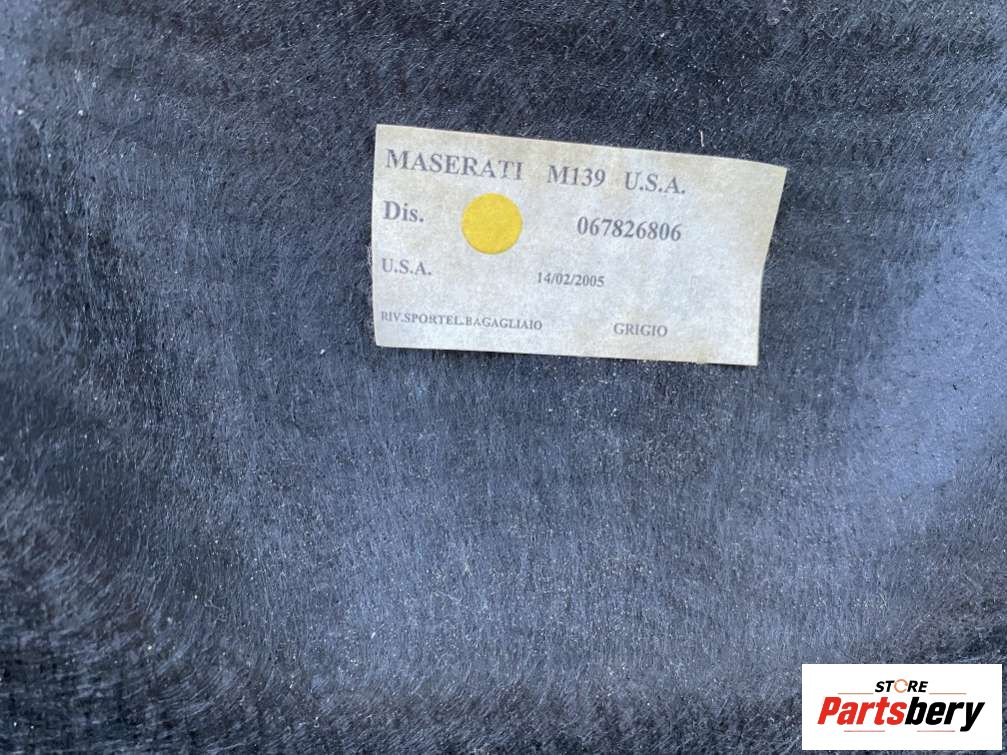 MASERATI M139 U.S.A.
Dis. 067826806
U.S.A. 14/02/2005
RIV.SPORTEL.BAGAGLIAIO GRIGIO
STORE
Partsbery